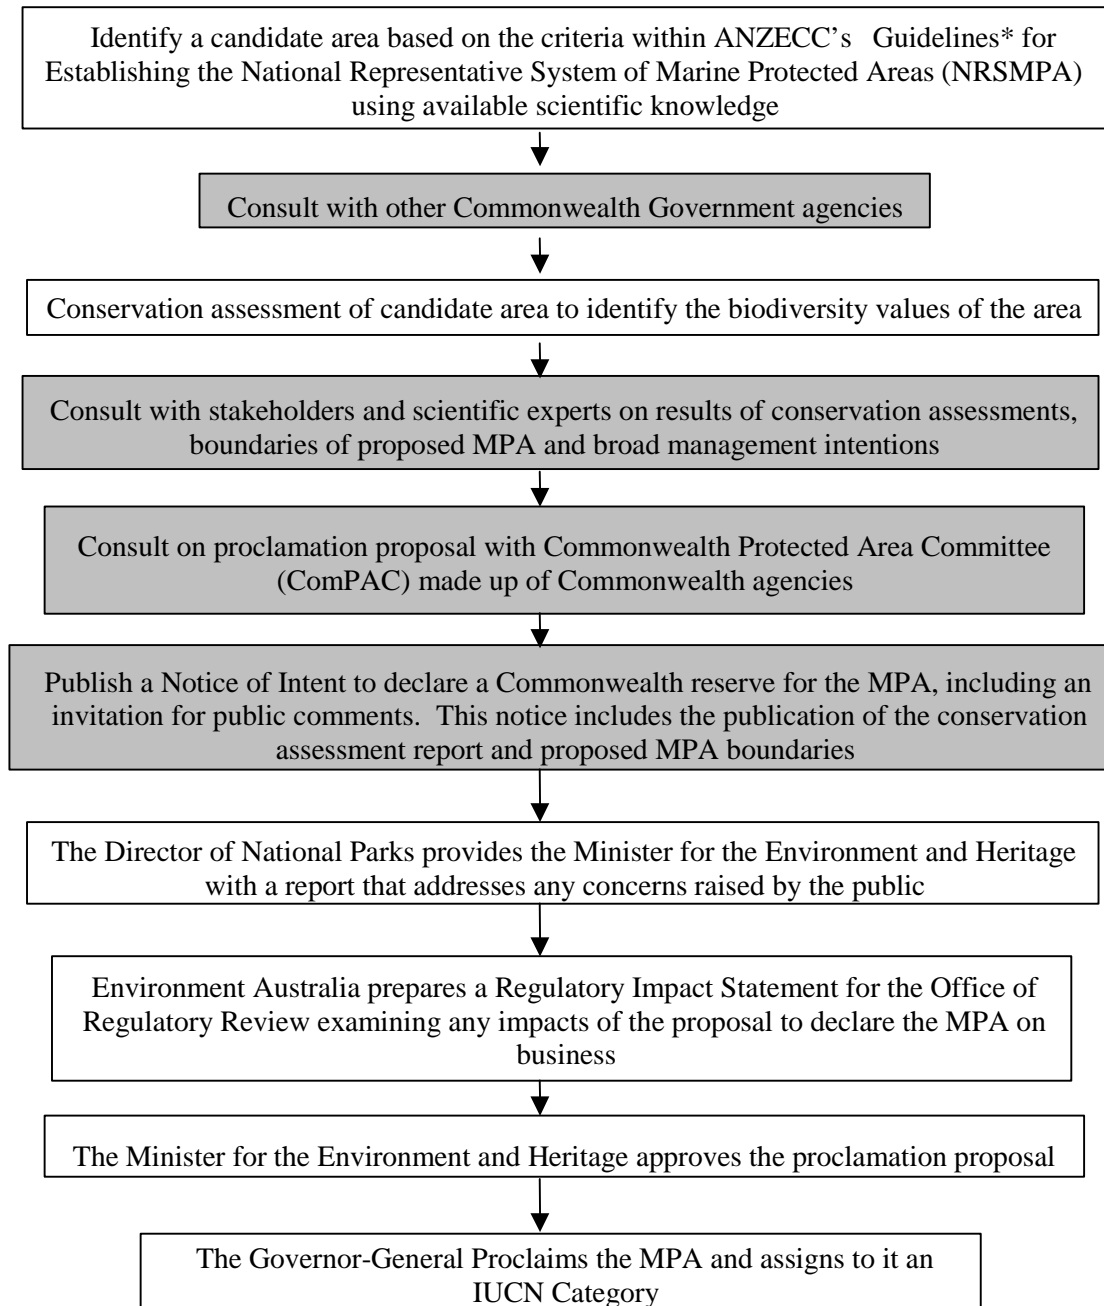 Identify a candidate area based on the criteria within ANZECC's Guidelines* for
Establishing the National Representative System of Marine Protected Areas (NRSMPA)
using available scientific knowledge
Consult with other Commonwealth Government agencies
Conservation assessment of candidate area to identify the biodiversity values of the area
Consult with stakeholders and scientific experts on results of conservation assessments,
boundaries of proposed MPA and broad management intentions
Consult on proclamation proposal with Commonwealth Protected Area Committee
(ComPAC) made up of Commonwealth agencies
Publish a Notice of Intent to declare a Commonwealth reserve for the MPA, including an
invitation for public comments. This notice includes the publication of the conservation
assessment report and proposed MPA boundaries
The Director of National Parks provides the Minister for the Environment and Heritage
with a report that addresses any concerns raised by the public
Environment Australia prepares a Regulatory Impact Statement for the Office of
Regulatory Review examining any impacts of the proposal to declare the MPA on
business
The Minister for the Environment and Heritage approves the proclamation proposal
The Governor-General Proclaims the MPA and assigns to it an
IUCN Category